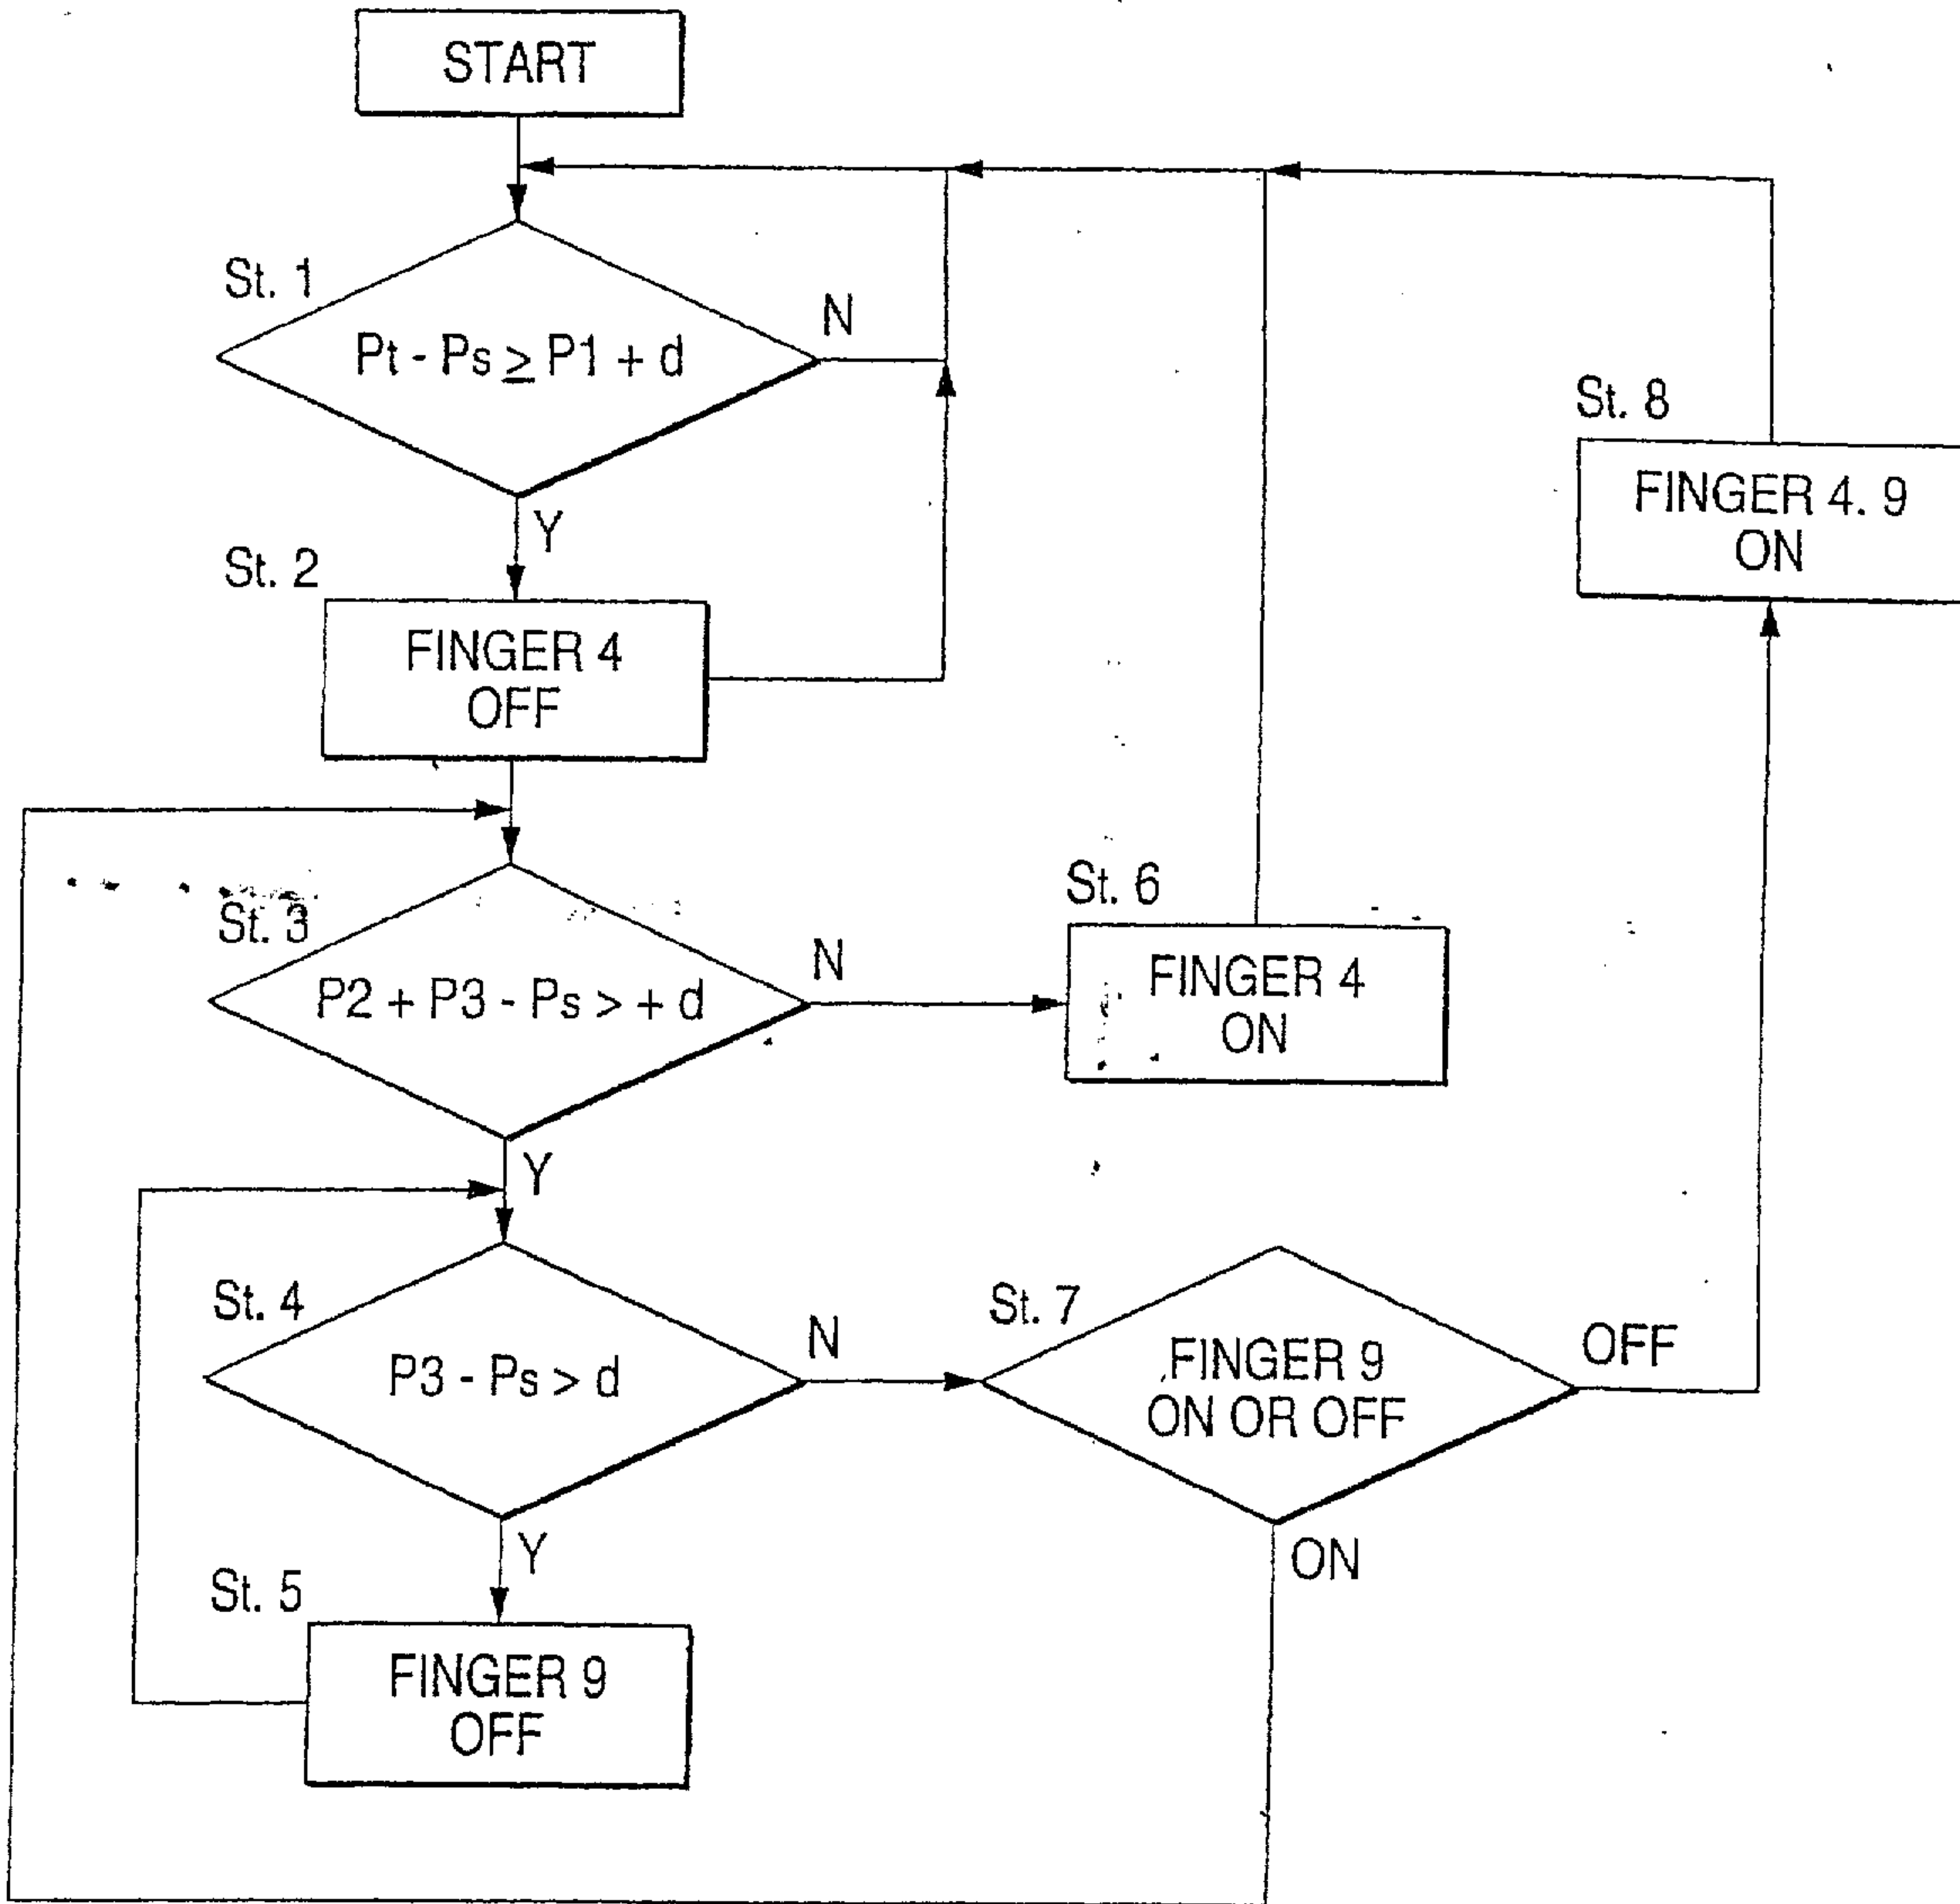 START
St. 1
Pt - Ps ≥ P1 + d
N
Y
St. 2
FINGER 4
OFF
St. 3
P2 + P3 - Ps > + d
N
Y
St. 6
FINGER 4
ON
St. 8
FINGER 4. 9
ON
St. 4
P3 - Ps > d
N
Y
St. 7
FINGER 9
ON OR OFF
OFF
ON
St. 5
FINGER 9
OFF